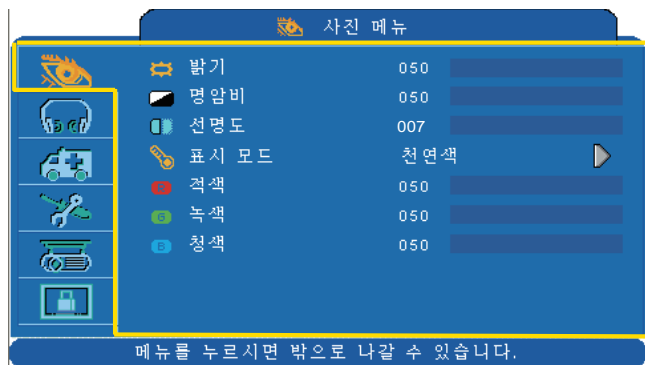 사진 메뉴
밝기 050
명암비 050
선명도 007
표시 모드 천연색
R 적색 050
G 녹색 050
B 청색 050
메뉴를 누르시면 밖으로 나갈 수 있습니다.